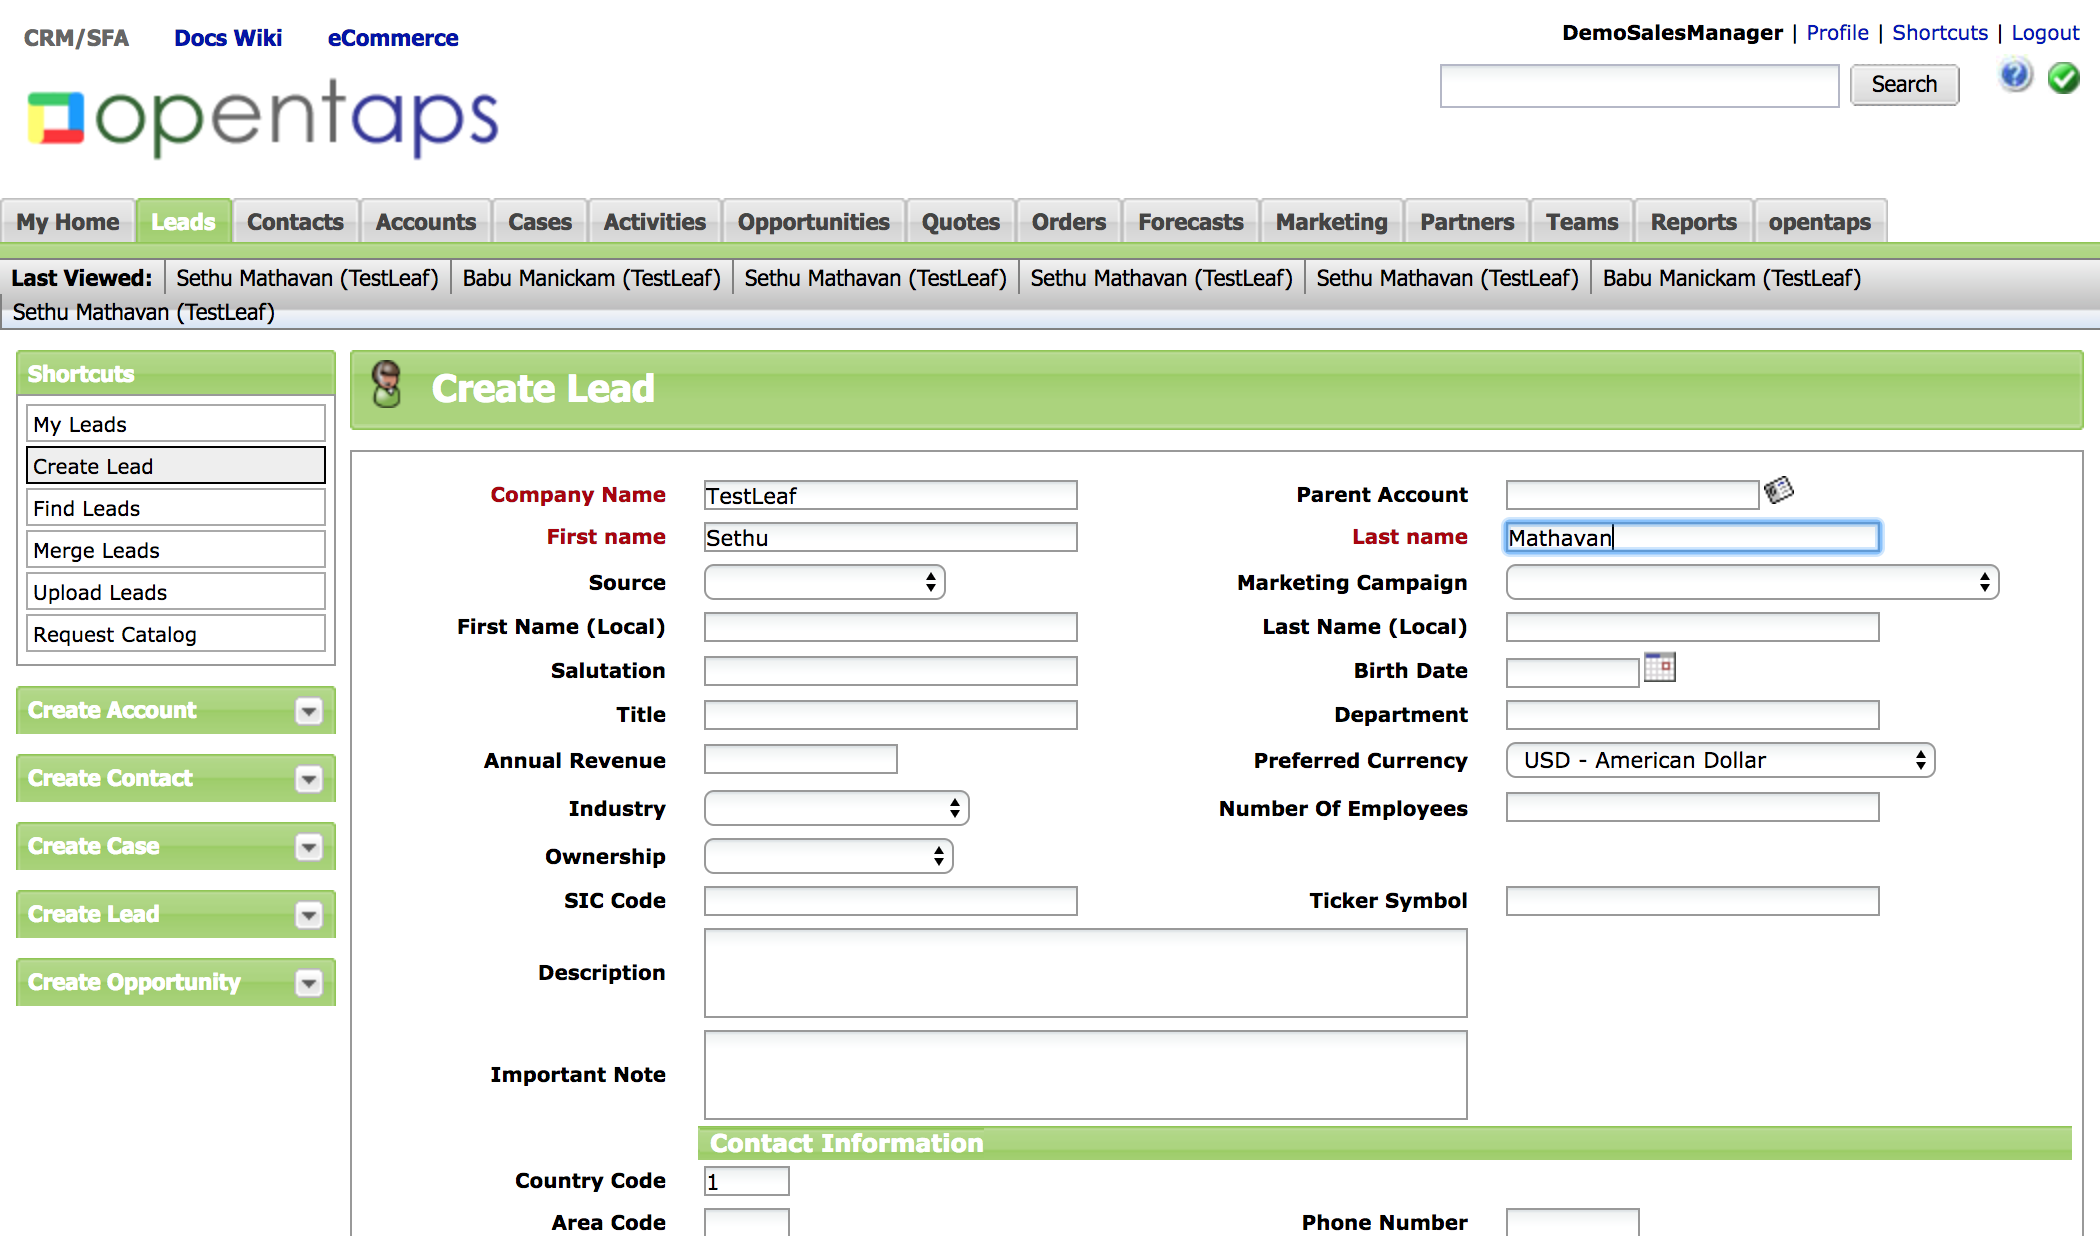 CRM/SFA Docs Wiki eCommerce
DemoSalesManager | Profile | Shortcuts | Logout
Search
opentaps
My Home Leads Contacts Accounts Cases Activities Opportunities Quotes Orders Forecasts Marketing Partners Teams Reports opentaps
Last Viewed: Sethu Mathavan (TestLeaf) Babu Manickam (TestLeaf) Sethu Mathavan (TestLeaf) Sethu Mathavan (TestLeaf) Sethu Mathavan (TestLeaf) Babu Manickam (TestLeaf)
Sethu Mathavan (TestLeaf)
Shortcuts
My Leads
Create Lead
Find Leads
Merge Leads
Upload Leads
Request Catalog
Create Account
Create Contact
Create Case
Create Lead
Create Opportunity
Create Lead
Company Name TestLeaf Parent Account
First name Sethu Last name Mathavan
Source Marketing Campaign
First Name (Local) Last Name (Local)
Salutation Birth Date
Title Department
Annual Revenue Preferred Currency USD - American Dollar
Industry Number Of Employees
Ownership
SIC Code Ticker Symbol
Description
Important Note
Contact Information
Country Code 1
Area Code Phone Number